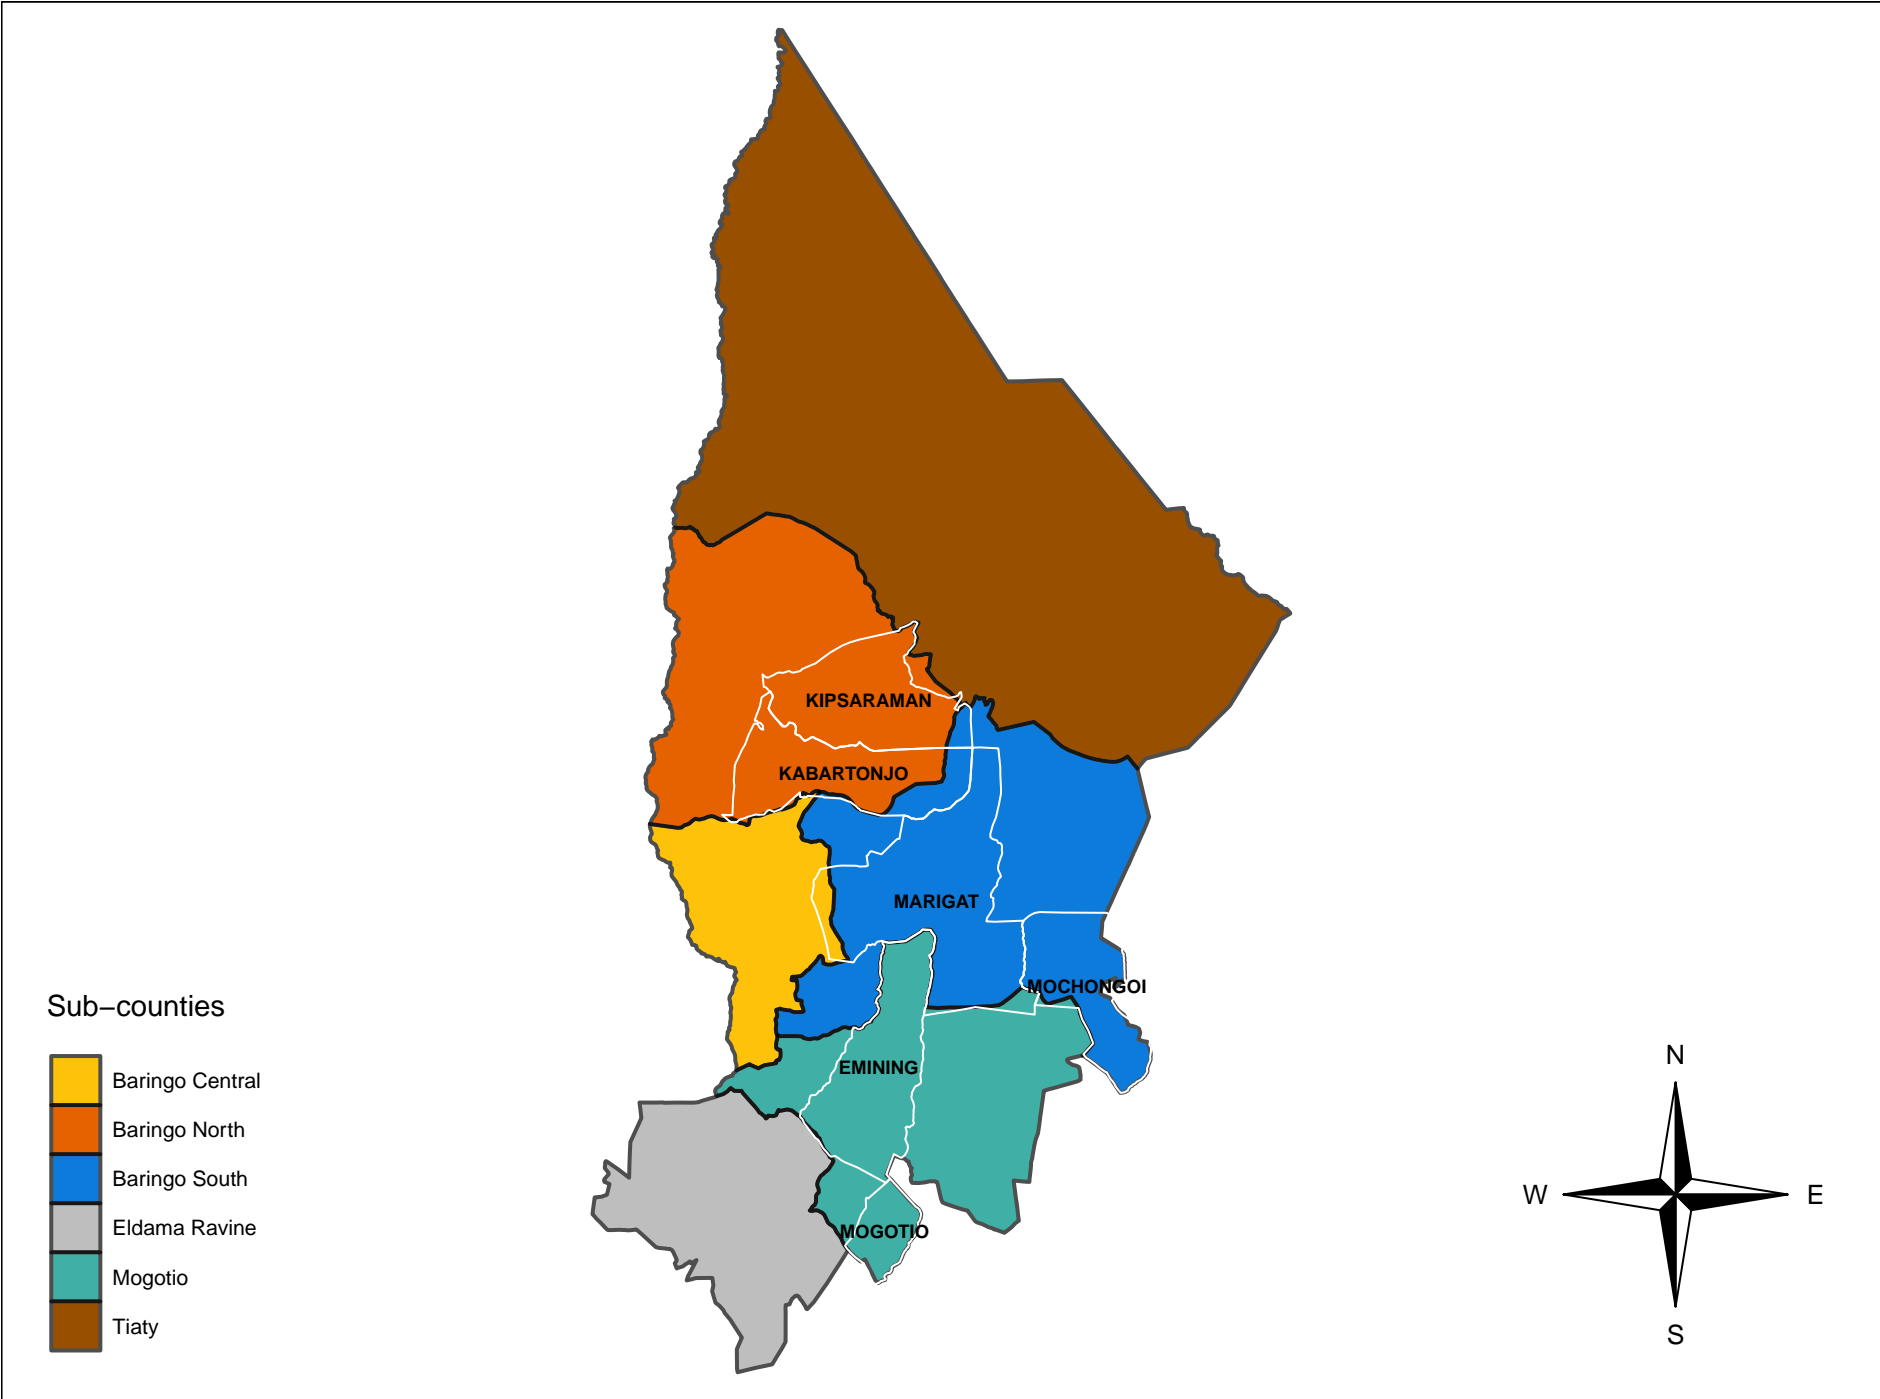 KIPSARAMAN
KABARTONJO
MARIGAT
MOCHONGOI
EMINING
MOGOTIO
Sub−counties
Baringo Central
Baringo North
Baringo South
Eldama Ravine
Mogotio
Tiaty
N
W
E
S